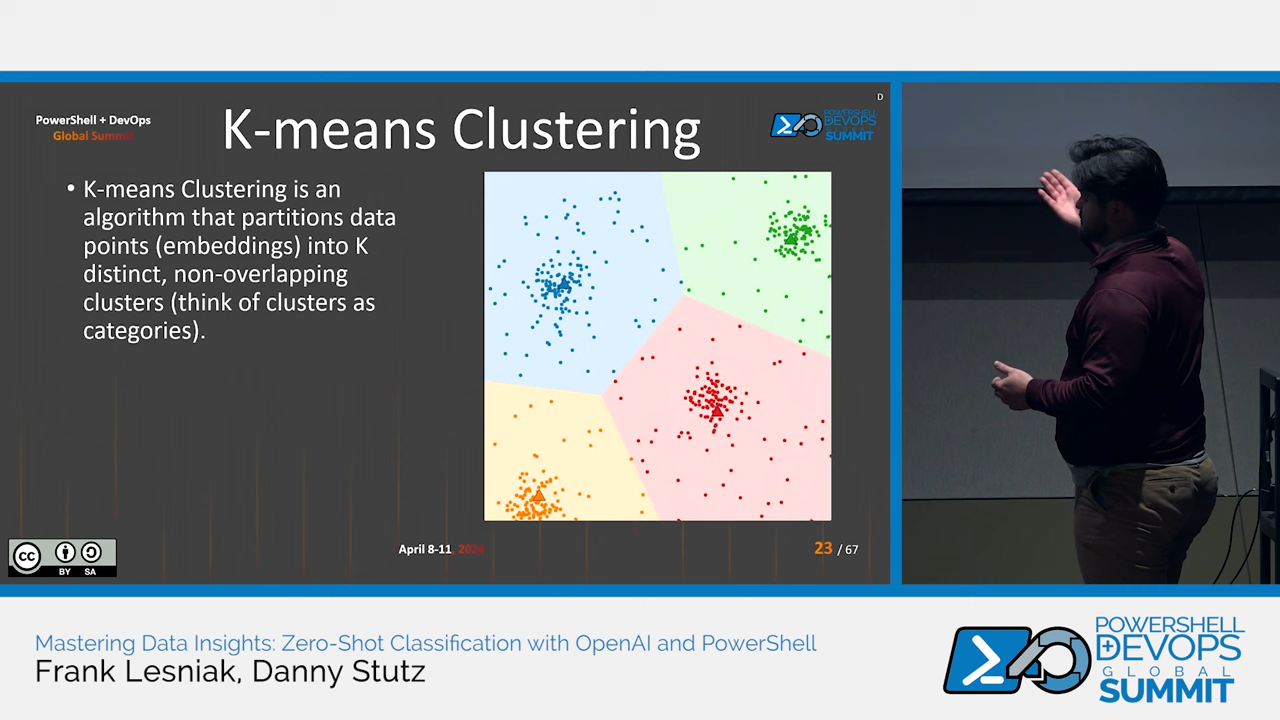 D
PowerShell + DevOps
Global Summit
K-means Clustering
POWERSHELL
DEVOPS
GLOBAL
SUMMIT
• K-means Clustering is an
algorithm that partitions data
points (embeddings) into K
distinct, non-overlapping
clusters (think of clusters as
categories).
April 8-11, 2024
23 / 67
cc
BY SA
Mastering Data Insights: Zero-Shot Classification with OpenAI and PowerShell
Frank Lesniak, Danny Stutz
POWERSHELL
+DEVOPS
GLOBAL
SUMMIT